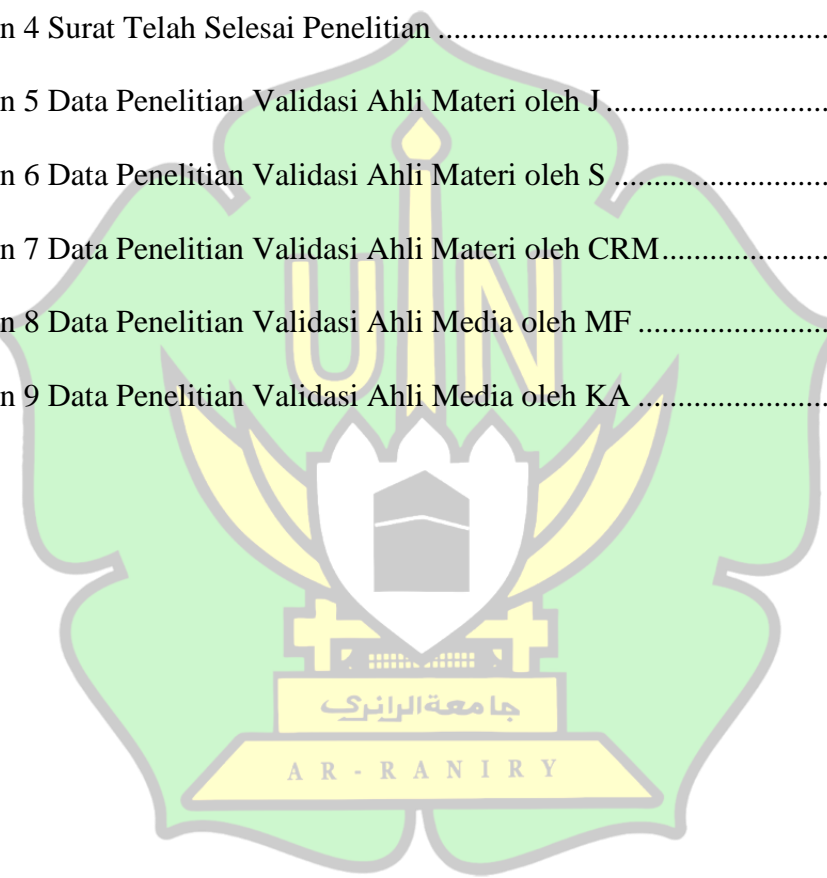 n 4 Surat Telah Selesai Penelitian ..................................................
n 5 Data Penelitian Validasi Ahli Materi oleh J ............................
n 6 Data Penelitian Validasi Ahli Materi oleh S ...........................
n 7 Data Penelitian Validasi Ahli Materi oleh CRM.....................
n 8 Data Penelitian Validasi Ahli Media oleh MF ........................
n 9 Data Penelitian Validasi Ahli Media oleh KA ........................
UIN
جامعةالرانري
AR-RANIRY